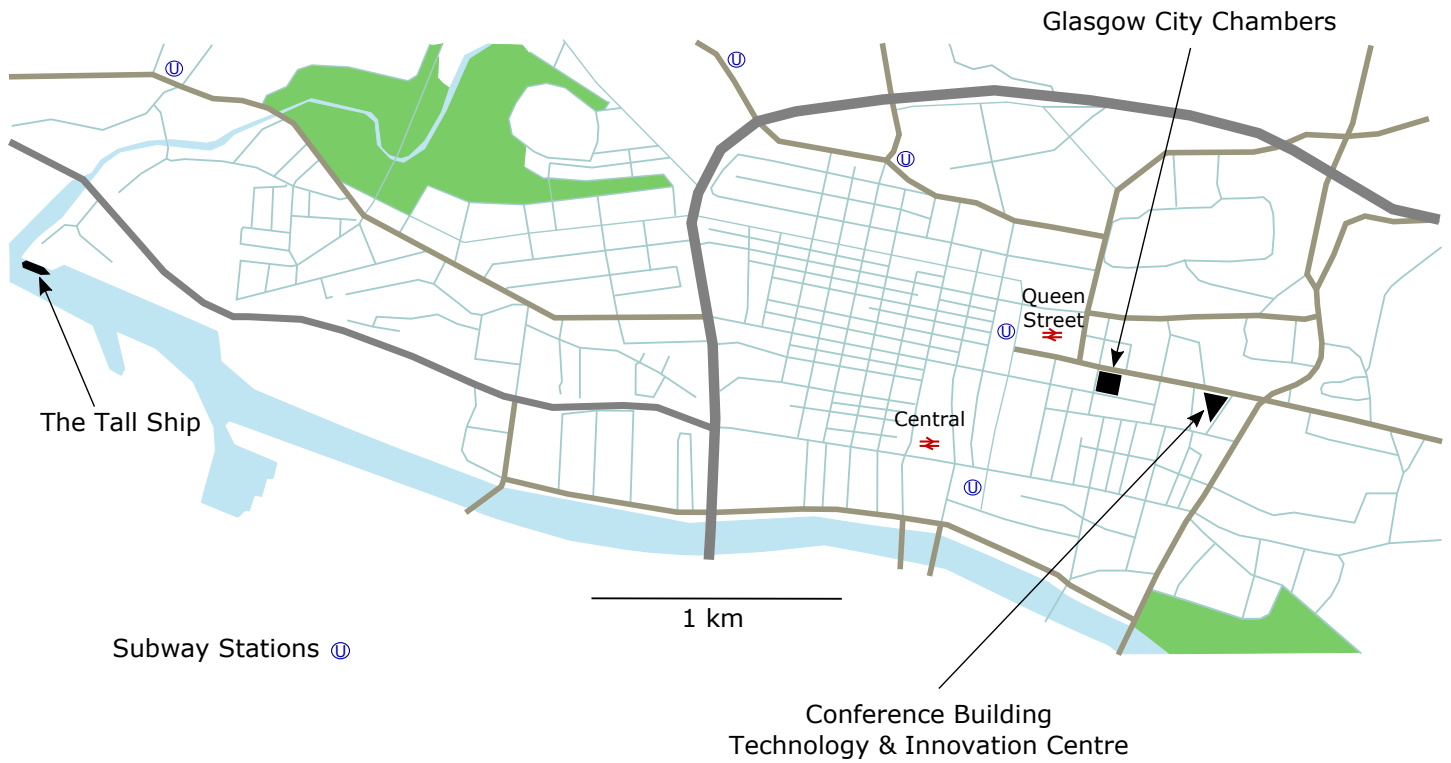 Glasgow City Chambers
U
U
U
Queen
Street
U
The Tall Ship
Central
U
1 km
Subway Stations U
Conference Building
Technology & Innovation Centre